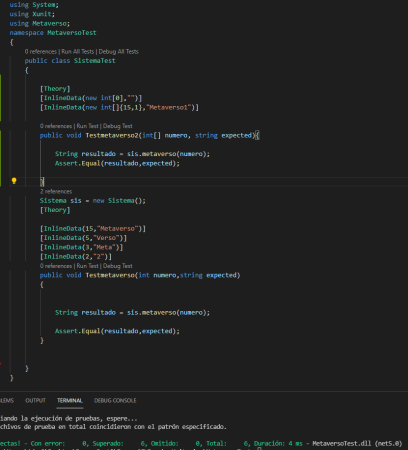 using System;
using Xunit;
using Metaverso;
namespace MetaversoTest
{
0 references | Run All Tests | Debug All Tests
public class SistemaTest
{
[Theory]
[InlineData(new int[0],"")]
[InlineData(new int[]{15,1},"Metaverso1")]
0 references | Run Test | Debug Test
public void Testmetaverso2(int[] numero, string expected){
String resultado = sis.metaverso(numero);
Assert.Equal(resultado,expected);
}
2 references
Sistema sis = new Sistema();
[Theory]
[InlineData(15,"Metaverso")]
[InlineData(5,"Verso")]
[InlineData(3,"Meta")]
[InlineData(2,"2")]
0 references | Run Test | Debug Test
public void Testmetaverso(int numero,string expected)
{
String resultado = sis.metaverso(numero);
Assert.Equal(resultado,expected);
}
}
}
LEMS OUTPUT TERMINAL DEBUG CONSOLE
iando la ejecución de pruebas, espere...
chivos de prueba en total coincidieron con el patrón especificado.
ectas! - Con error: 0, Superado: 6, Omitido: 0, Total: 6, Duración: 4 ms - MetaversoTest.dll (net5.0)